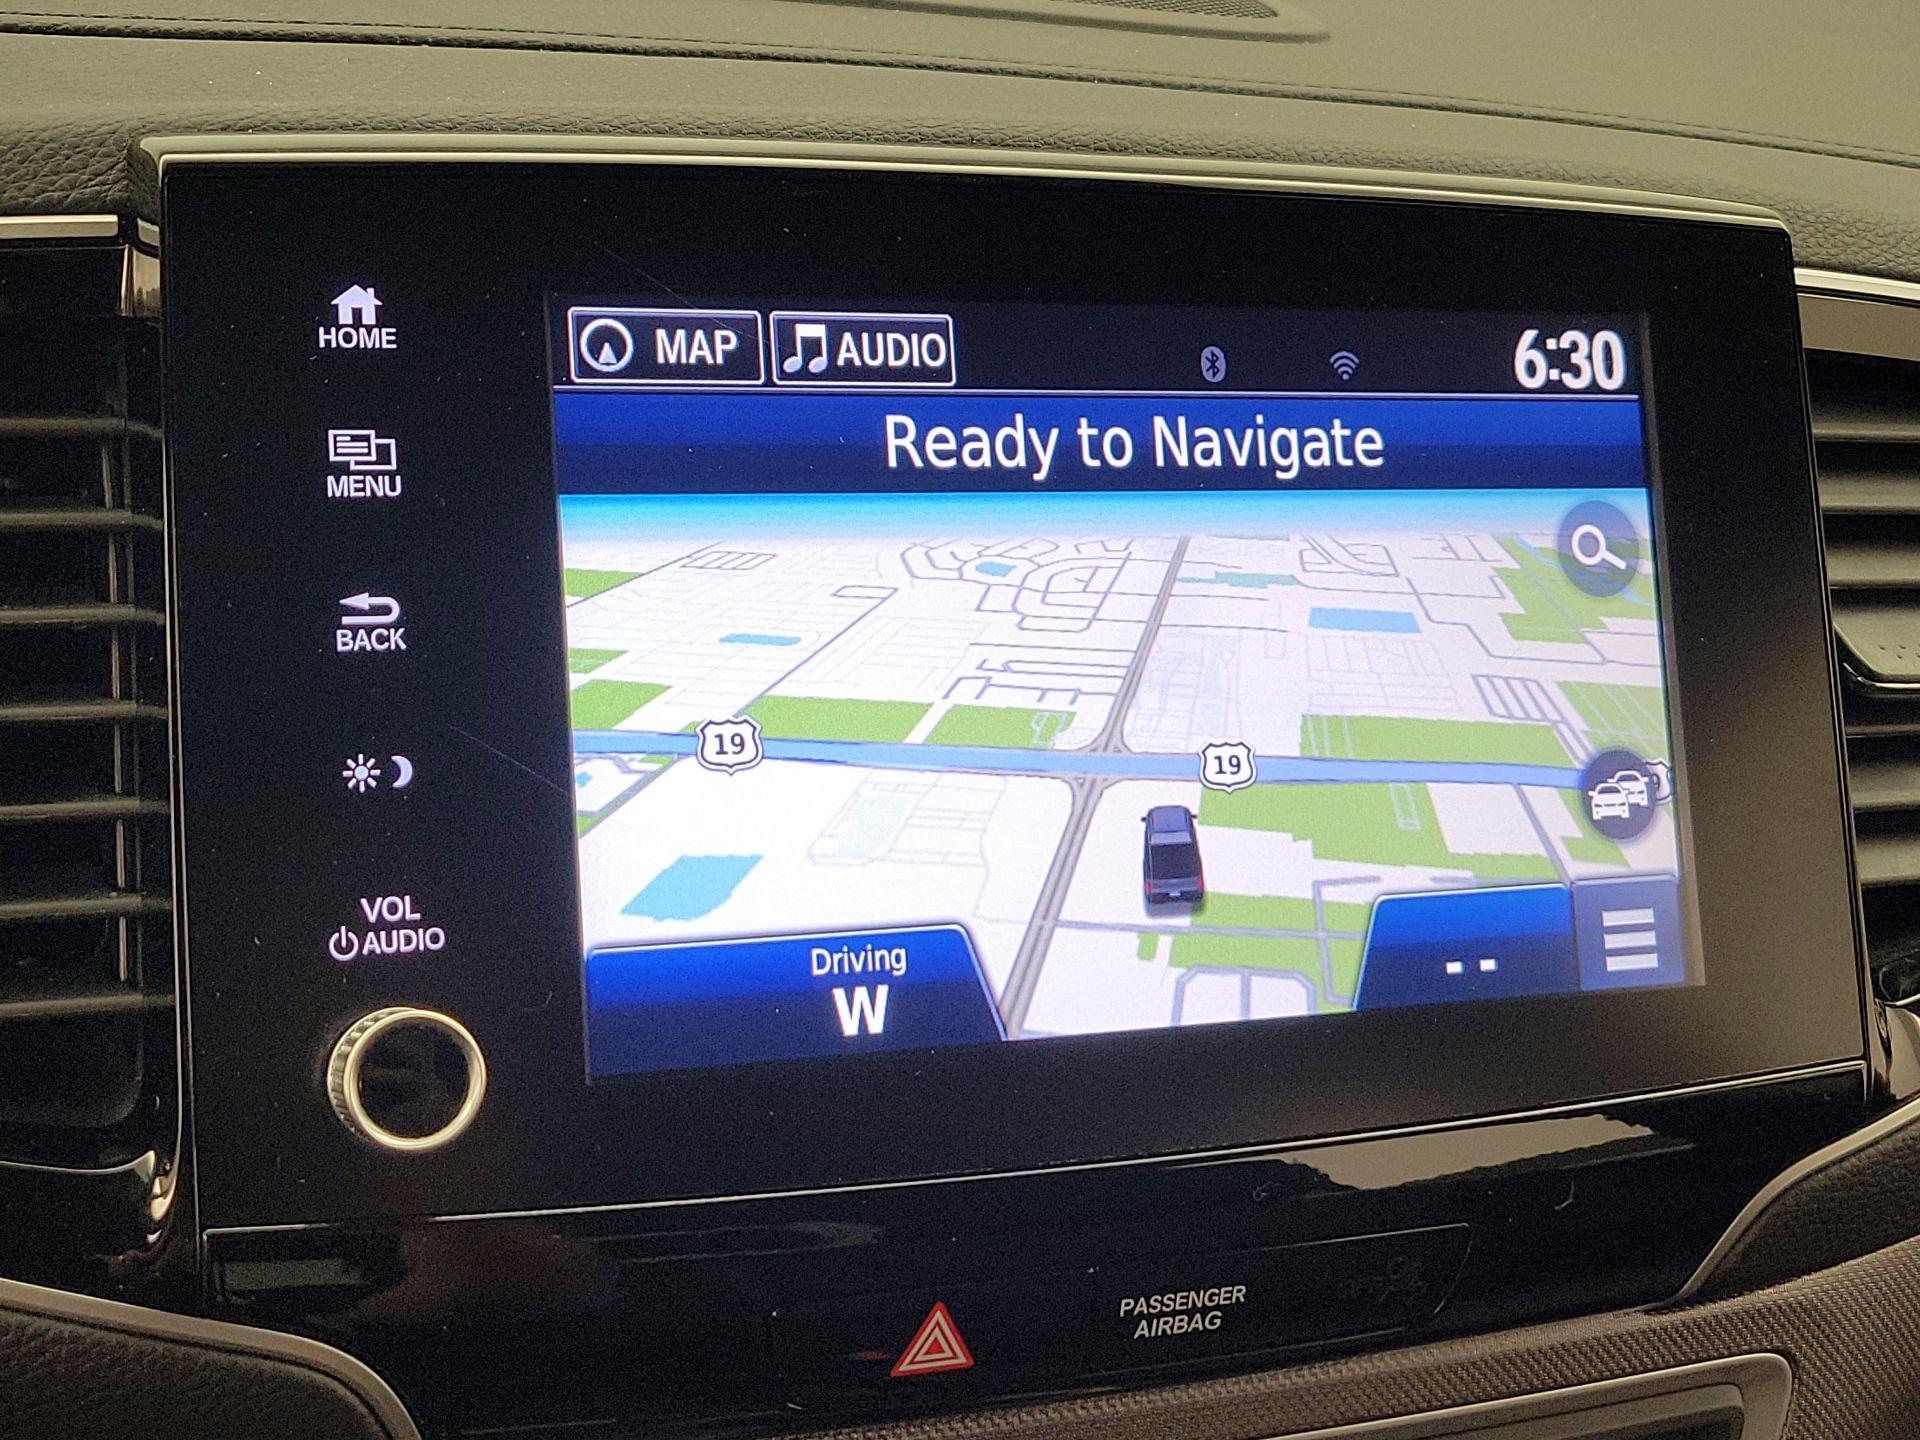 HOME
MENU
BACK
VOL
AUDIO
MAP
AUDIO
6:30
Ready to Navigate
19
19
Driving
W
--
PASSENGER
AIRBAG